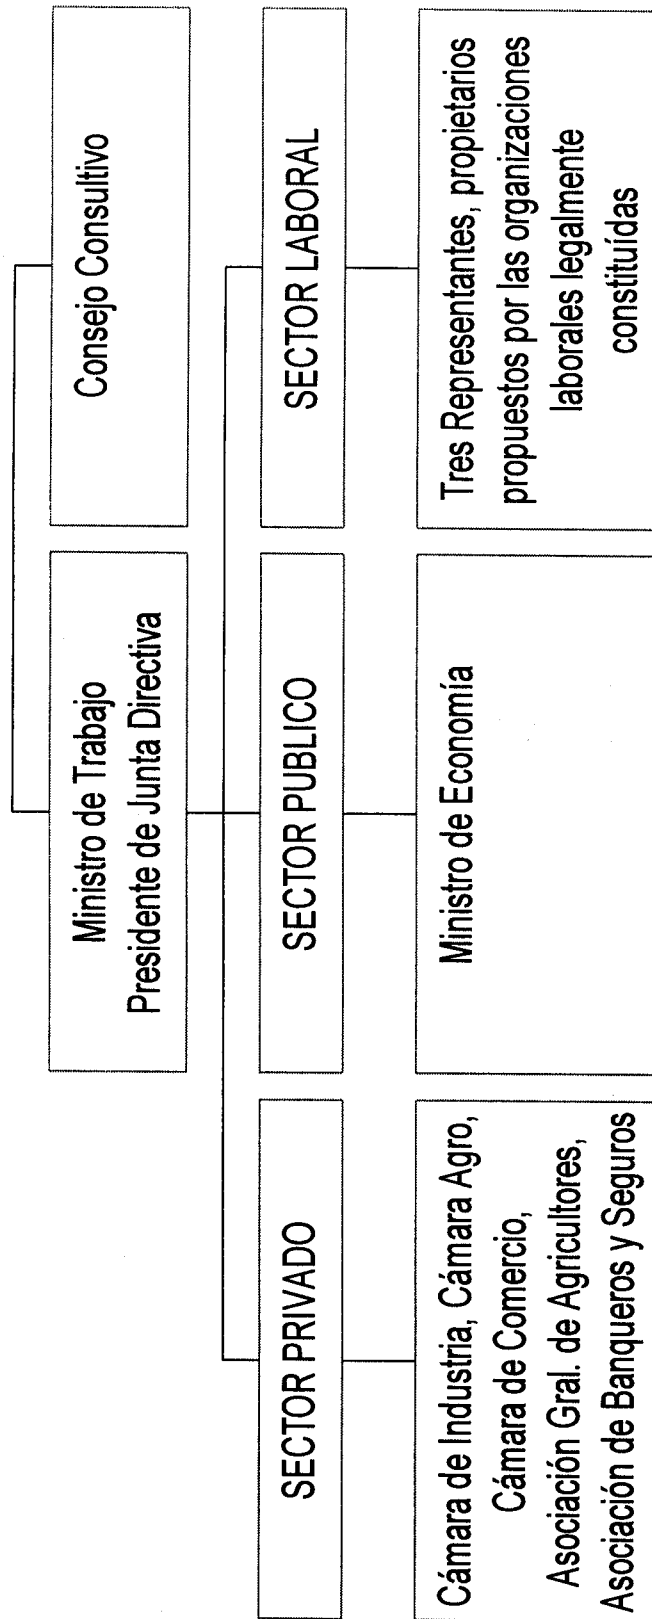 Ministro de Trabajo
Presidente de Junta Directiva
Consejo Consultivo
SECTOR PRIVADO
SECTOR PUBLICO
SECTOR LABORAL
Cámara de Industria, Cámara Agro,
Cámara de Comercio,
Asociación Gral. de Agricultores,
Asociación de Banqueros y Seguros
Ministro de Economía
Tres Representantes, propietarios
propuestos por las organizaciones
laborales legalmente
constituídas